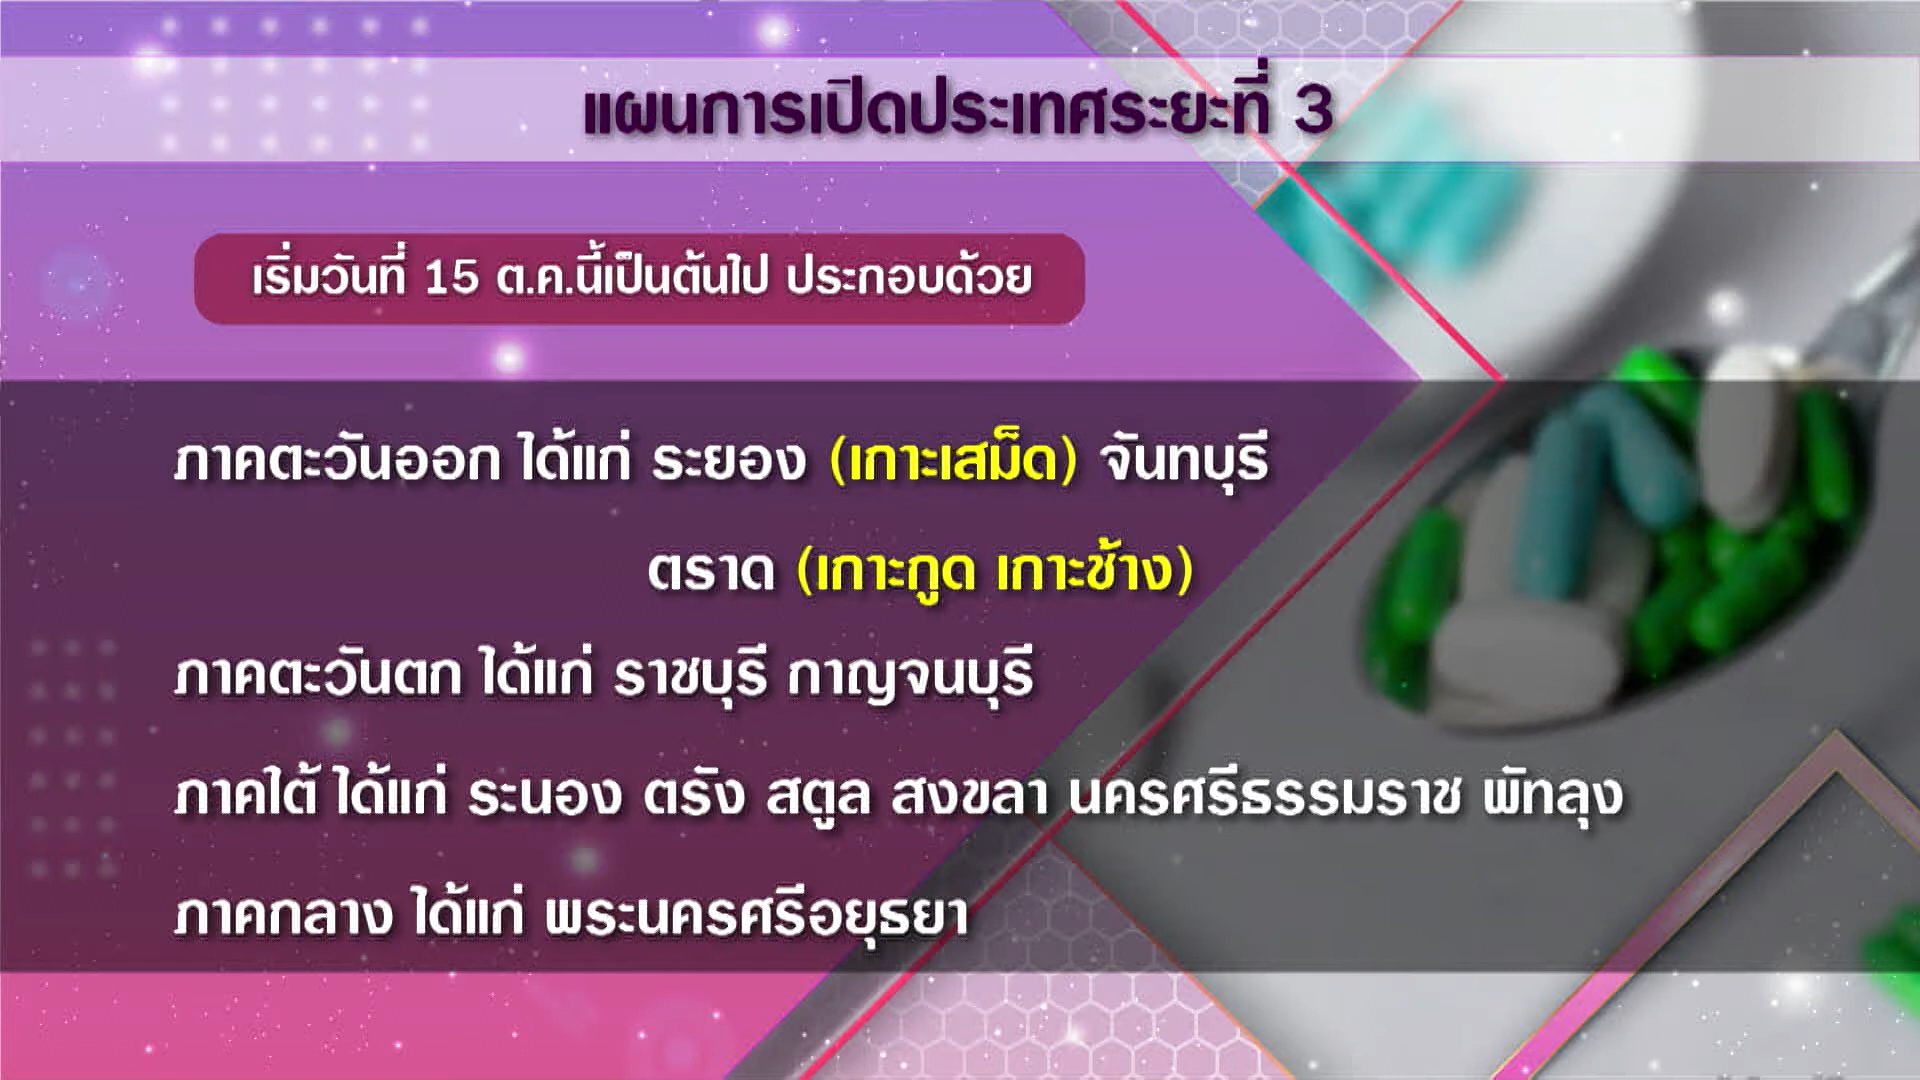 แผนการเปิดประเทศระยะที่ 3
เริ่มวันที่ 15 ต.ค.นี้เป็นต้นไป ประกอบด้วย
ภาคตะวันออก ได้แก่ ระยอง (เกาะเสม็ด) จันทบุรี
ตราด (เกาะกูด เกาะช้าง)
ภาคตะวันตก ได้แก่ ราชบุรี กาญจนบุรี
ภาคใต้ ได้แก่ ระนอง ตรัง สตูล สงขลา นครศรีธรรมราช พัทลุง
ภาคกลาง ได้แก่ พระนครศรีอยุธยา